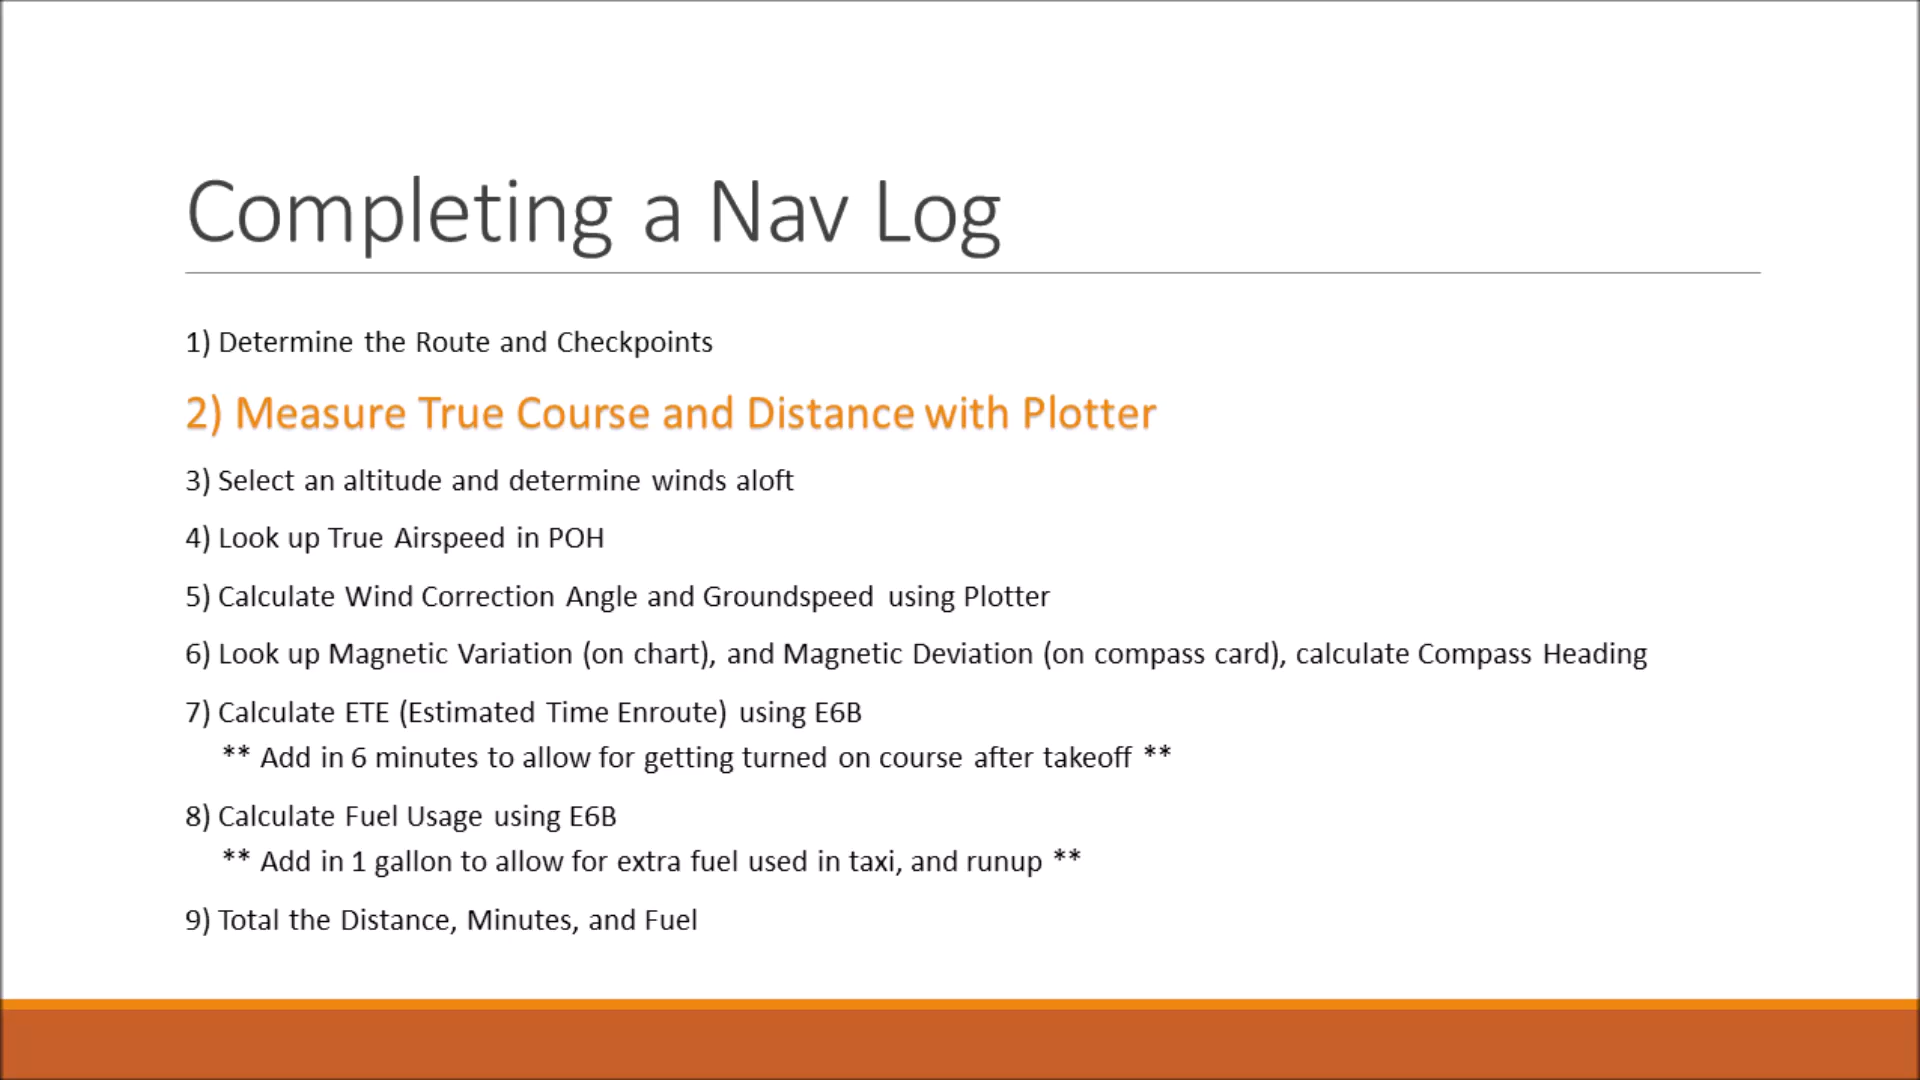 Completing a Nav Log
1) Determine the Route and Checkpoints
2) Measure True Course and Distance with Plotter
3) Select an altitude and determine winds aloft
4) Look up True Airspeed in POH
5) Calculate Wind Correction Angle and Groundspeed using Plotter
6) Look up Magnetic Variation (on chart), and Magnetic Deviation (on compass card), calculate Compass Heading
7) Calculate ETE (Estimated Time Enroute) using E6B
** Add in 6 minutes to allow for getting turned on course after takeoff **
8) Calculate Fuel Usage using E6B
** Add in 1 gallon to allow for extra fuel used in taxi, and runup **
9) Total the Distance, Minutes, and Fuel